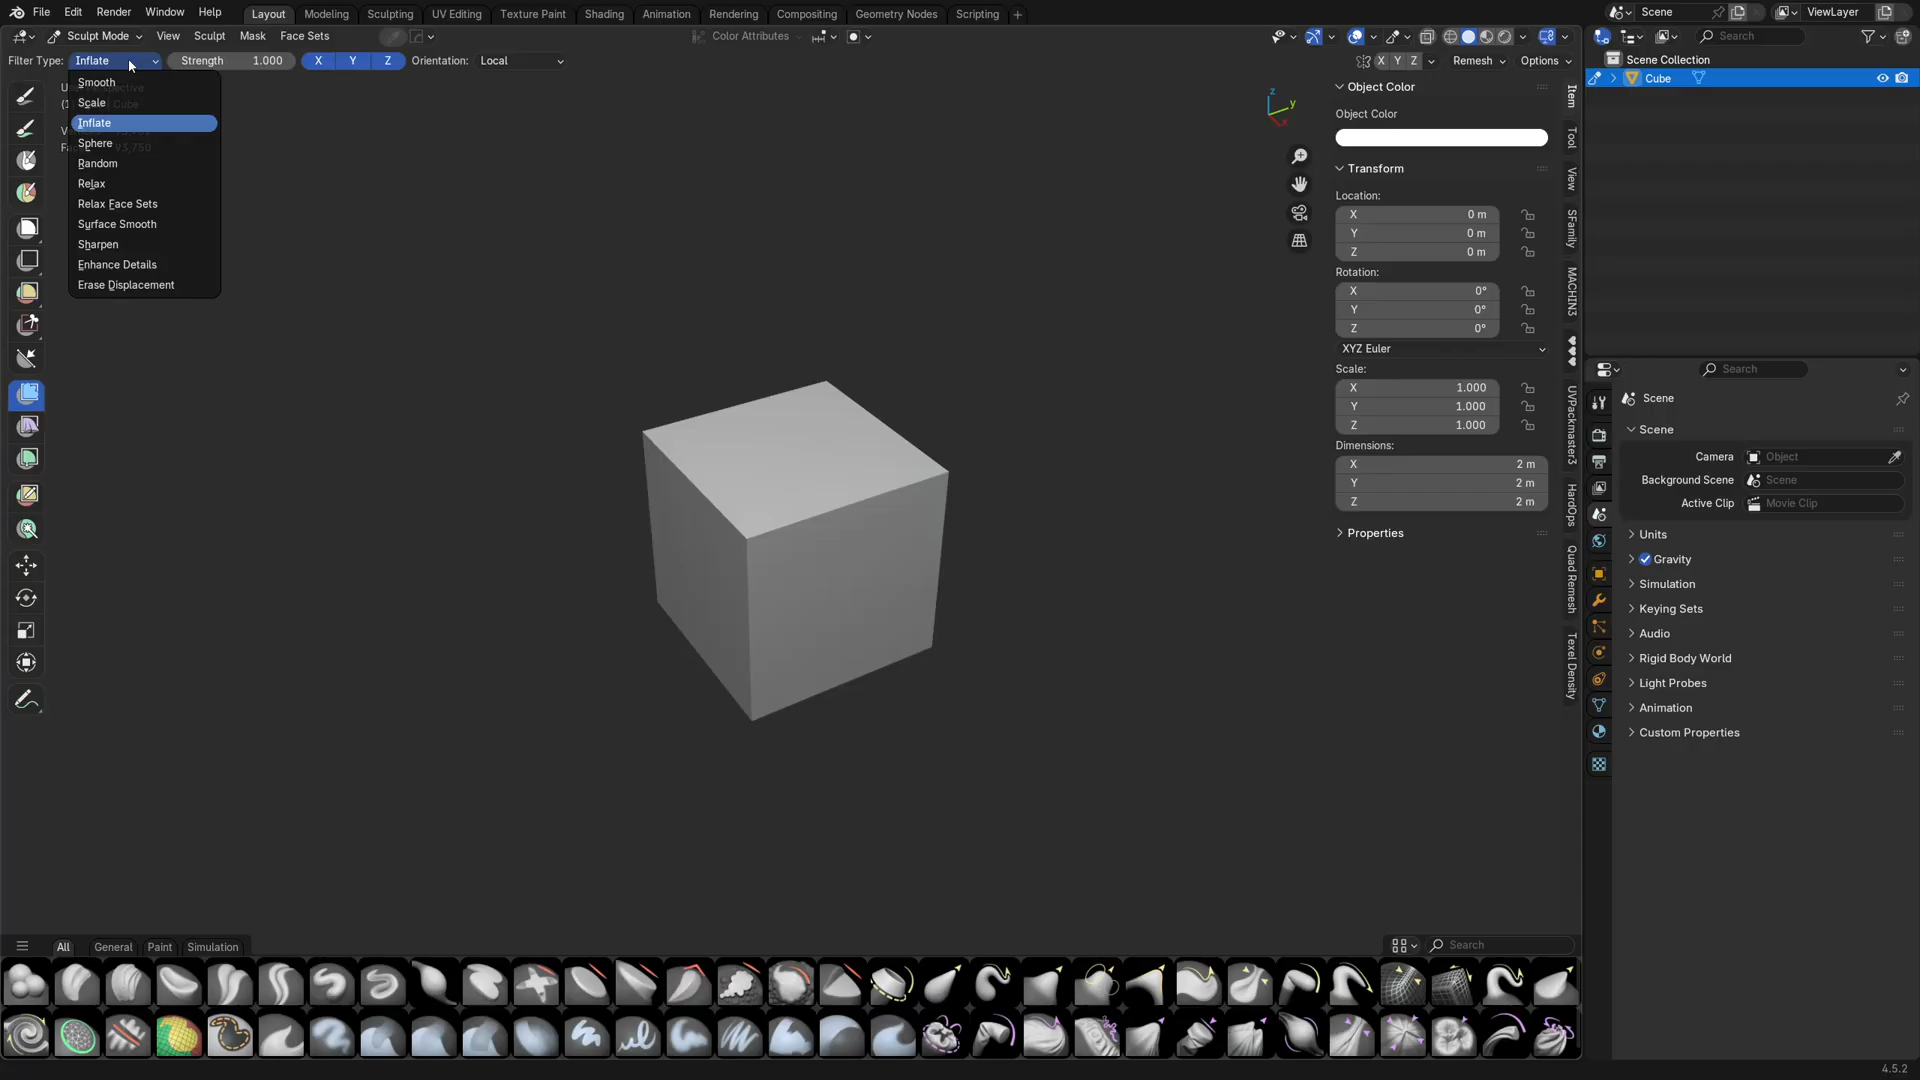 File Edit Render Window Help Layout Modeling Sculpting UV Editing Texture Paint Shading Animation Rendering Compositing Geometry Nodes Scripting + Scene ViewLayer
Sculpt Mode View Sculpt Mask Face Sets Color Attributes Search
Filter Type: Inflate Strength 1.000 X Y Z Orientation: Local X Y Z Remesh Options
Smooth
Scale
Inflate
Sphere
Random
Relax
Relax Face Sets
Surface Smooth
Sharpen
Enhance Details
Erase Displacement
Cube
93,750
Z
Y
X
Object Color
Object Color
Transform
Location:
X 0 m
Y 0 m
Z 0 m
Rotation:
X 0°
Y 0°
Z 0°
XYZ Euler
Scale:
X 1.000
Y 1.000
Z 1.000
Dimensions:
X 2 m
Y 2 m
Z 2 m
Properties
Item
Tool
View
SFamily
MACHIN3
UVPackmaster3
HardOps
Quad Remesh
Texel Density
Scene Collection
Cube
Search
Scene
Scene
Camera Object
Background Scene Scene
Active Clip Movie Clip
Units
Gravity
Simulation
Keying Sets
Audio
Rigid Body World
Light Probes
Animation
Custom Properties
All General Paint Simulation Search
4.5.2